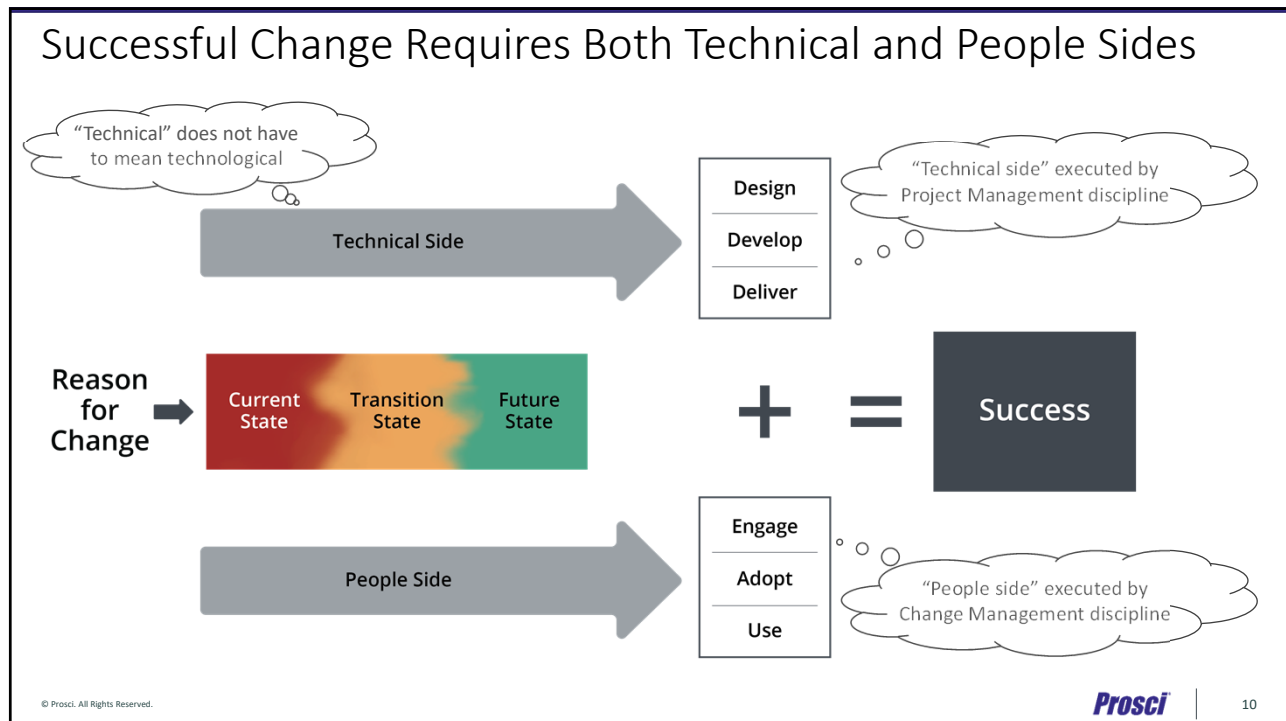 Successful Change Requires Both Technical and People Sides
“Technical” does not have
to mean technological
“Technical side” executed by
Project Management discipline
Technical Side
Design
Develop
Deliver
Reason
for
Change
Current
State
Transition
State
Future
State
+
=
Success
People Side
Engage
Adopt
Use
“People side” executed by
Change Management discipline
© Prosci. All Rights Reserved.
Prosci®
10